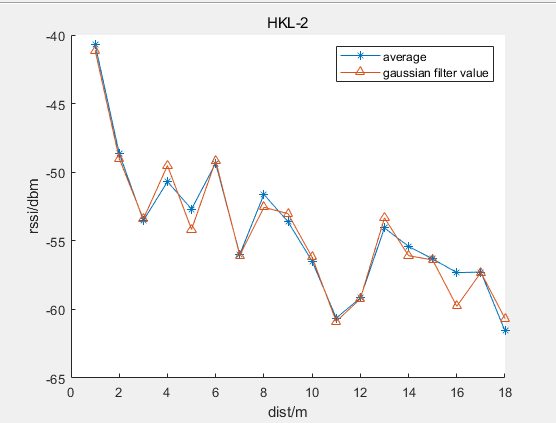 HKL-2
-40
average
gaussian filter value
-45
-50
rssi/dbm
-55
-60
-65
0 2 4 6 8 10 12 14 16 18
dist/m